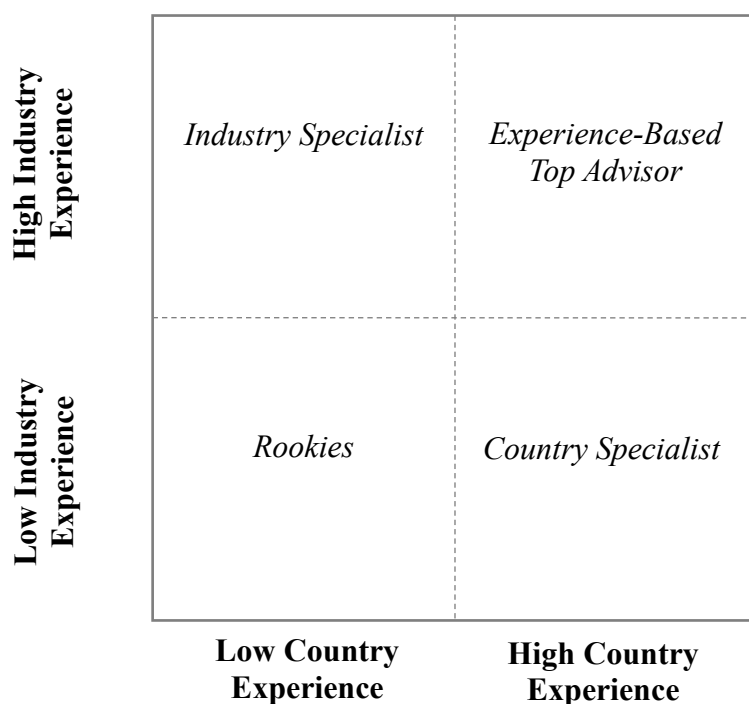 High Industry
Experience
Industry Specialist
Experience-Based
Top Advisor
Low Industry
Experience
Rookies
Country Specialist
Low Country
Experience
High Country
Experience